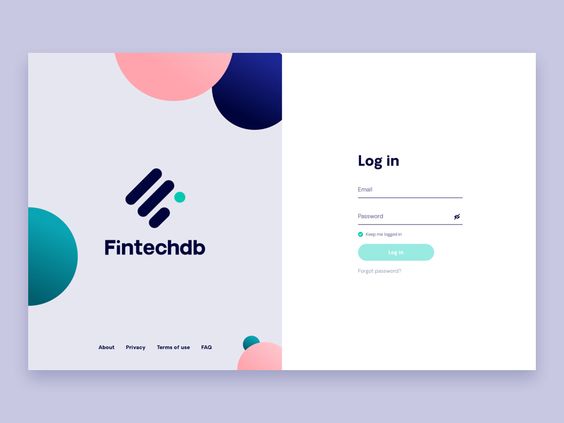 Fintechdb
About Privacy Terms of use FAQ
Log in
Email
Password
Keep me logged in
Log in
Forgot password?